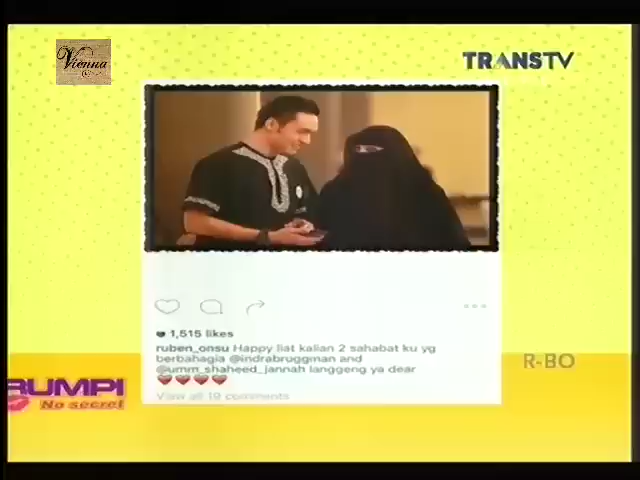 Vienna
TRANSTV
1,515 likes
ruben_onsu Happy liat kalian 2 sahabat ku yg
berbahagia @indrabruggman and
@umm_shaheed_jannah langgeng ya dear
View all 19 comments
R-BO
RUMPI
No secret